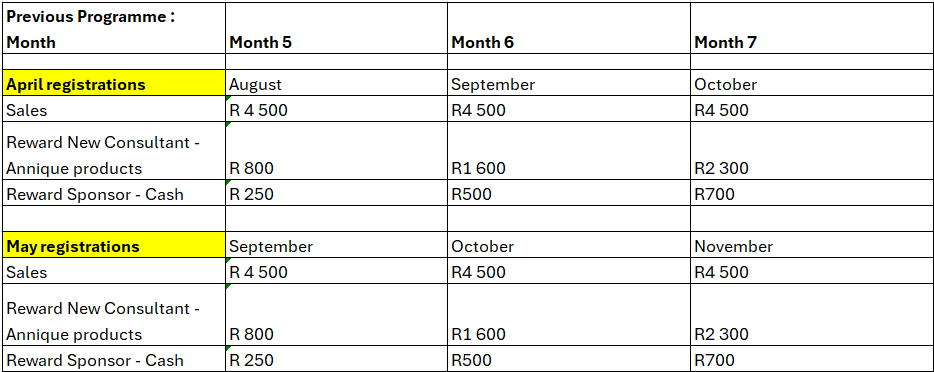 Previous Programme :
Month Month 5 Month 6 Month 7
April registrations August September October
Sales R 4 500 R4 500 R4 500
Reward New Consultant -
Annique products R 800 R1 600 R2 300
Reward Sponsor - Cash R 250 R500 R700
May registrations September October November
Sales R 4 500 R4 500 R4 500
Reward New Consultant -
Annique products R 800 R1 600 R2 300
Reward Sponsor - Cash R 250 R500 R700